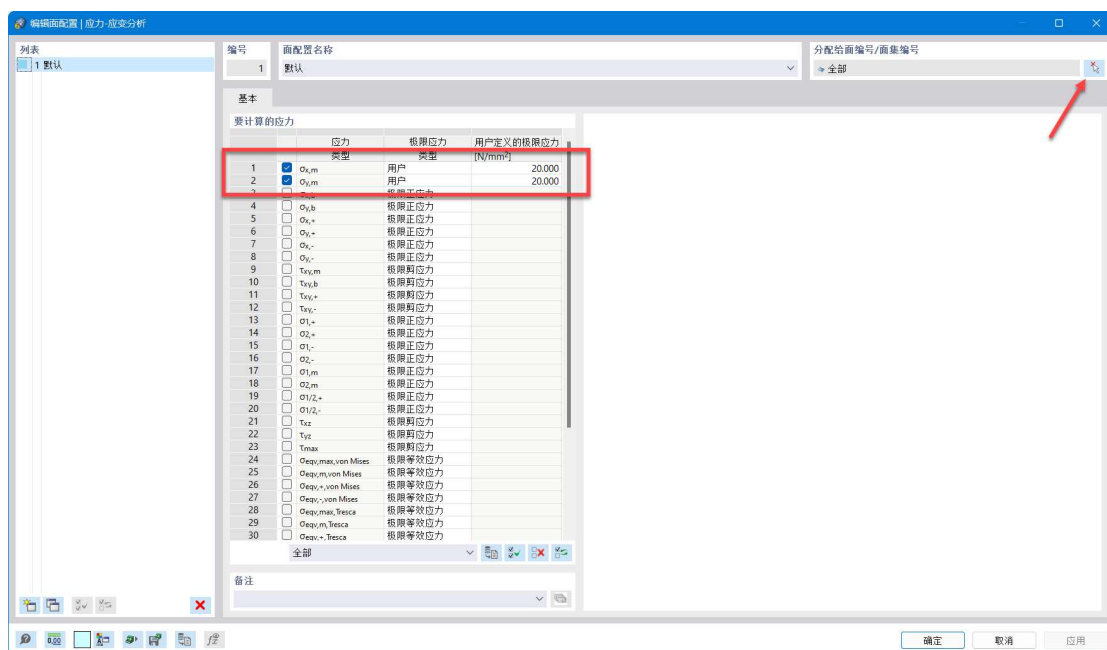 编辑面配置 | 应力-应变分析
列表
1 默认
编号
1
面配置名称
默认
分配给面编号/面集编号
全部
基本
要计算的应力
应力 极限应力 用户定义的极限应力
类型 类型 [N/mm²]
1 σx,m 用户 20.000
2 σy,m 用户 20.000
4 σy,b 极限正应力
5 σx,+ 极限正应力
6 σy,+ 极限正应力
7 σx,- 极限正应力
8 σy,- 极限正应力
9 τxy,m 极限剪应力
10 τxy,b 极限剪应力
11 τxy,+ 极限剪应力
12 τxy,- 极限剪应力
13 σ1,+ 极限正应力
14 σ2,+ 极限正应力
15 σ1,- 极限正应力
16 σ2,- 极限正应力
17 σ1,m 极限正应力
18 σ2,m 极限正应力
19 σ1/2,+ 极限正应力
20 σ1/2,- 极限正应力
21 τxz 极限剪应力
22 τyz 极限剪应力
23 τmax 极限剪应力
24 σeqv,max,von Mises 极限等效应力
25 σeqv,m,von Mises 极限等效应力
26 σeqv,+,von Mises 极限等效应力
27 σeqv,-,von Mises 极限等效应力
28 σeqv,max,Tresca 极限等效应力
29 σeqv,m,Tresca 极限等效应力
30 σeqv,+,Tresca 极限等效应力
全部
备注
0.00
确定 取消 应用